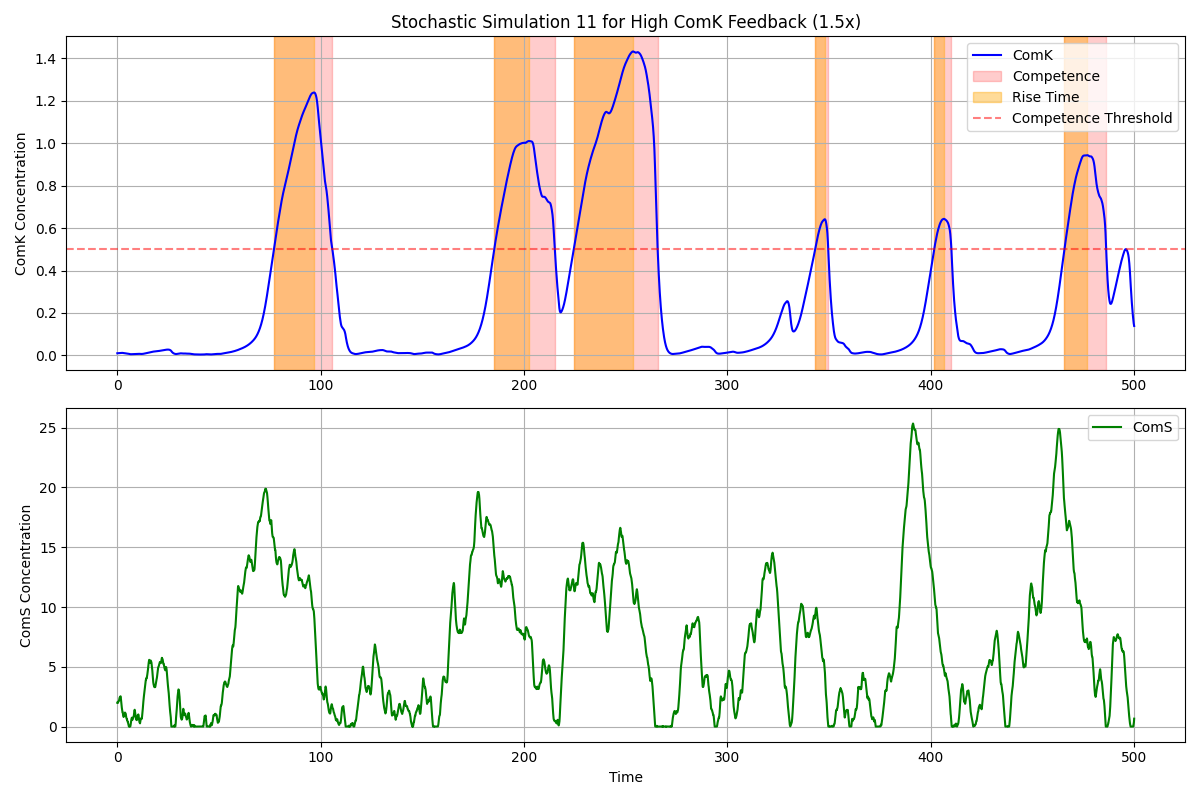 Stochastic Simulation 11 for High ComK Feedback (1.5x)
ComK Concentration
1.4
1.2
1.0
0.8
0.6
0.4
0.2
0.0
ComK
Competence
Rise Time
Competence Threshold
0 100 200 300 400 500
ComS Concentration
25
20
15
10
5
0
ComS
0 100 200 300 400 500
Time